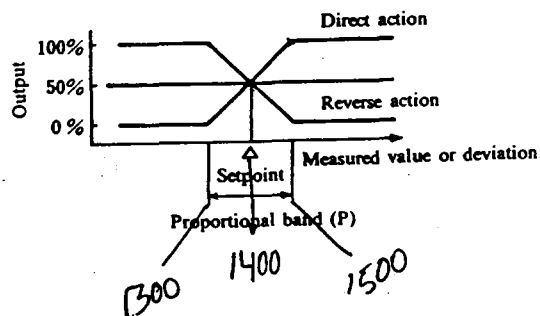 Direct action
100%
Output
50%
Reverse action
0 %
Measured value or deviation
Setpoint
Proportional band (P)
1300
1400
1500